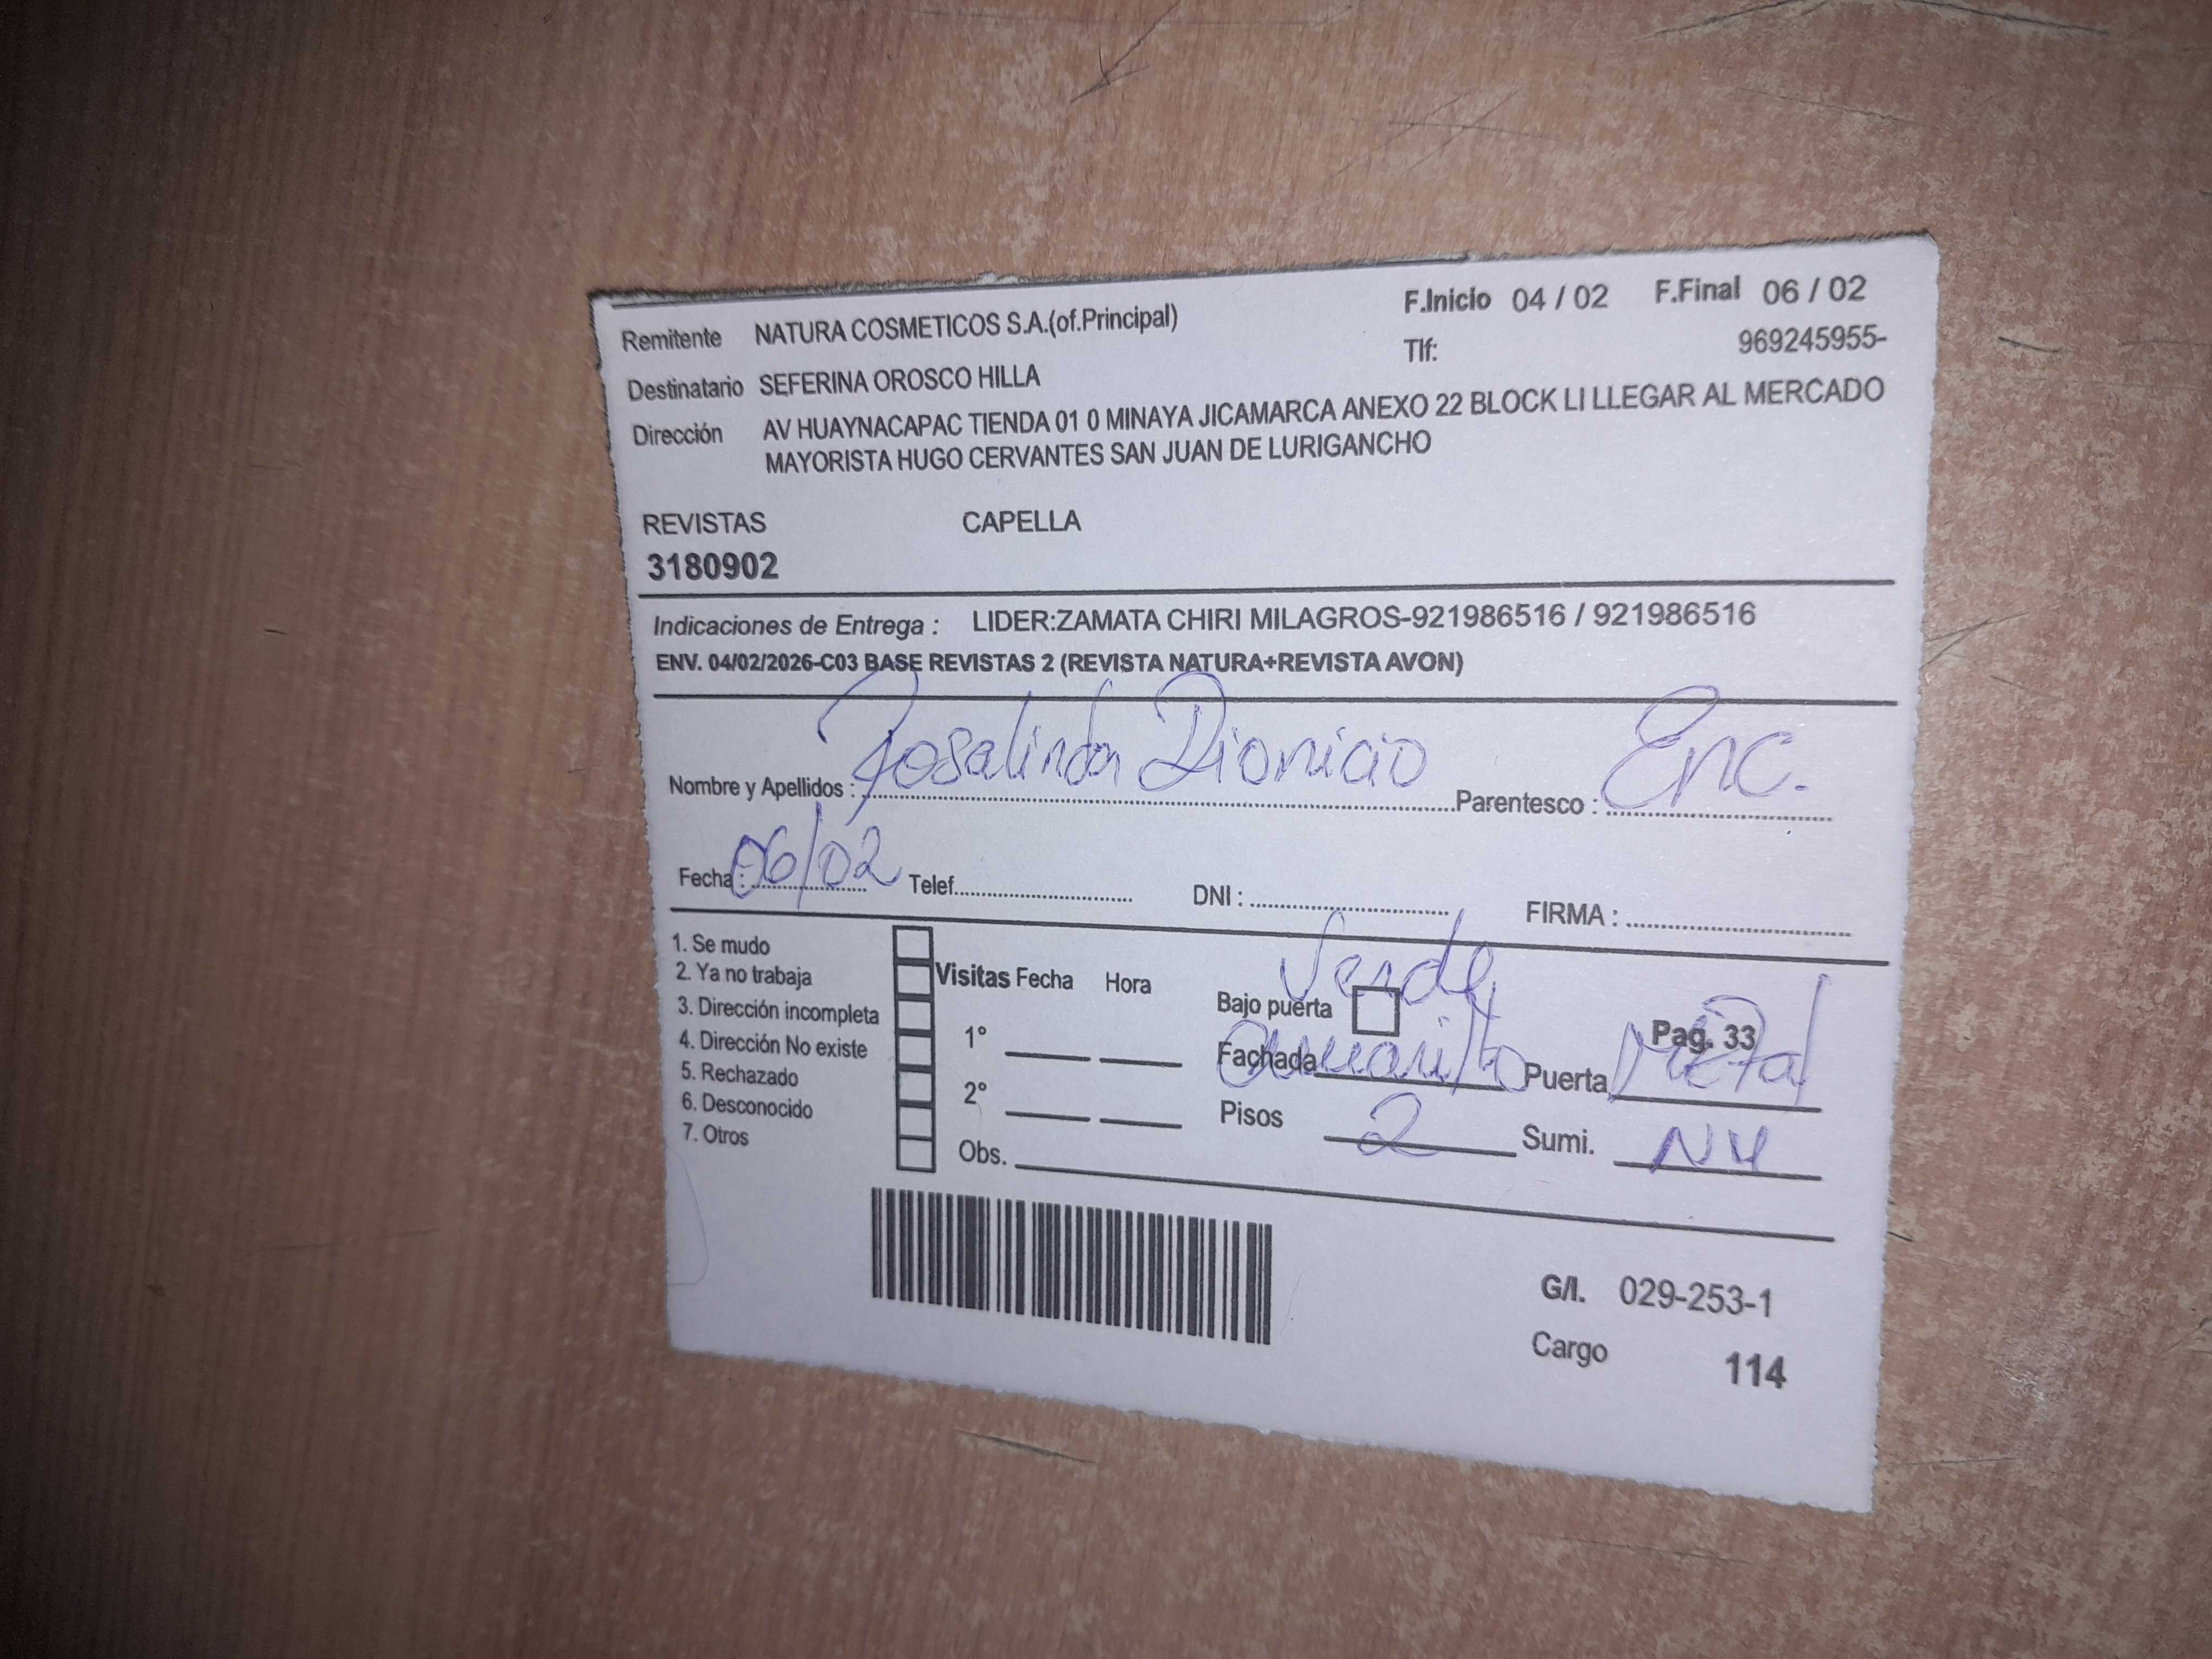 Remitente NATURA COSMETICOS S.A.(of.Principal) F.Inicio 04 / 02 F.Final 06 / 02
Tlf: 969245955-
Destinatario SEFERINA OROSCO HILLA
Dirección AV HUAYNACAPAC TIENDA 01 0 MINAYA JICAMARCA ANEXO 22 BLOCK LI LLEGAR AL MERCADO
MAYORISTA HUGO CERVANTES SAN JUAN DE LURIGANCHO
REVISTAS CAPELLA
3180902
Indicaciones de Entrega : LIDER:ZAMATA CHIRI MILAGROS-921986516 / 921986516
ENV. 04/02/2026-C03 BASE REVISTAS 2 (REVISTA NATURA+REVISTA AVON)
Nombre y Apellidos : Rosalinda Dionicio Parentesco : Enc.
Fecha : 06/02 Telef. DNI : FIRMA :
1. Se mudo
2. Ya no trabaja
3. Dirección incompleta
4. Dirección No existe
5. Rechazado
6. Desconocido
7. Otros
Visitas Fecha Hora
1°
2°
Obs.
Verde
Bajo puerta Pag. 33
Fachada amarillo Puerta Metal
Pisos 2 Sumi. N4
G/I. 029-253-1
Cargo 114